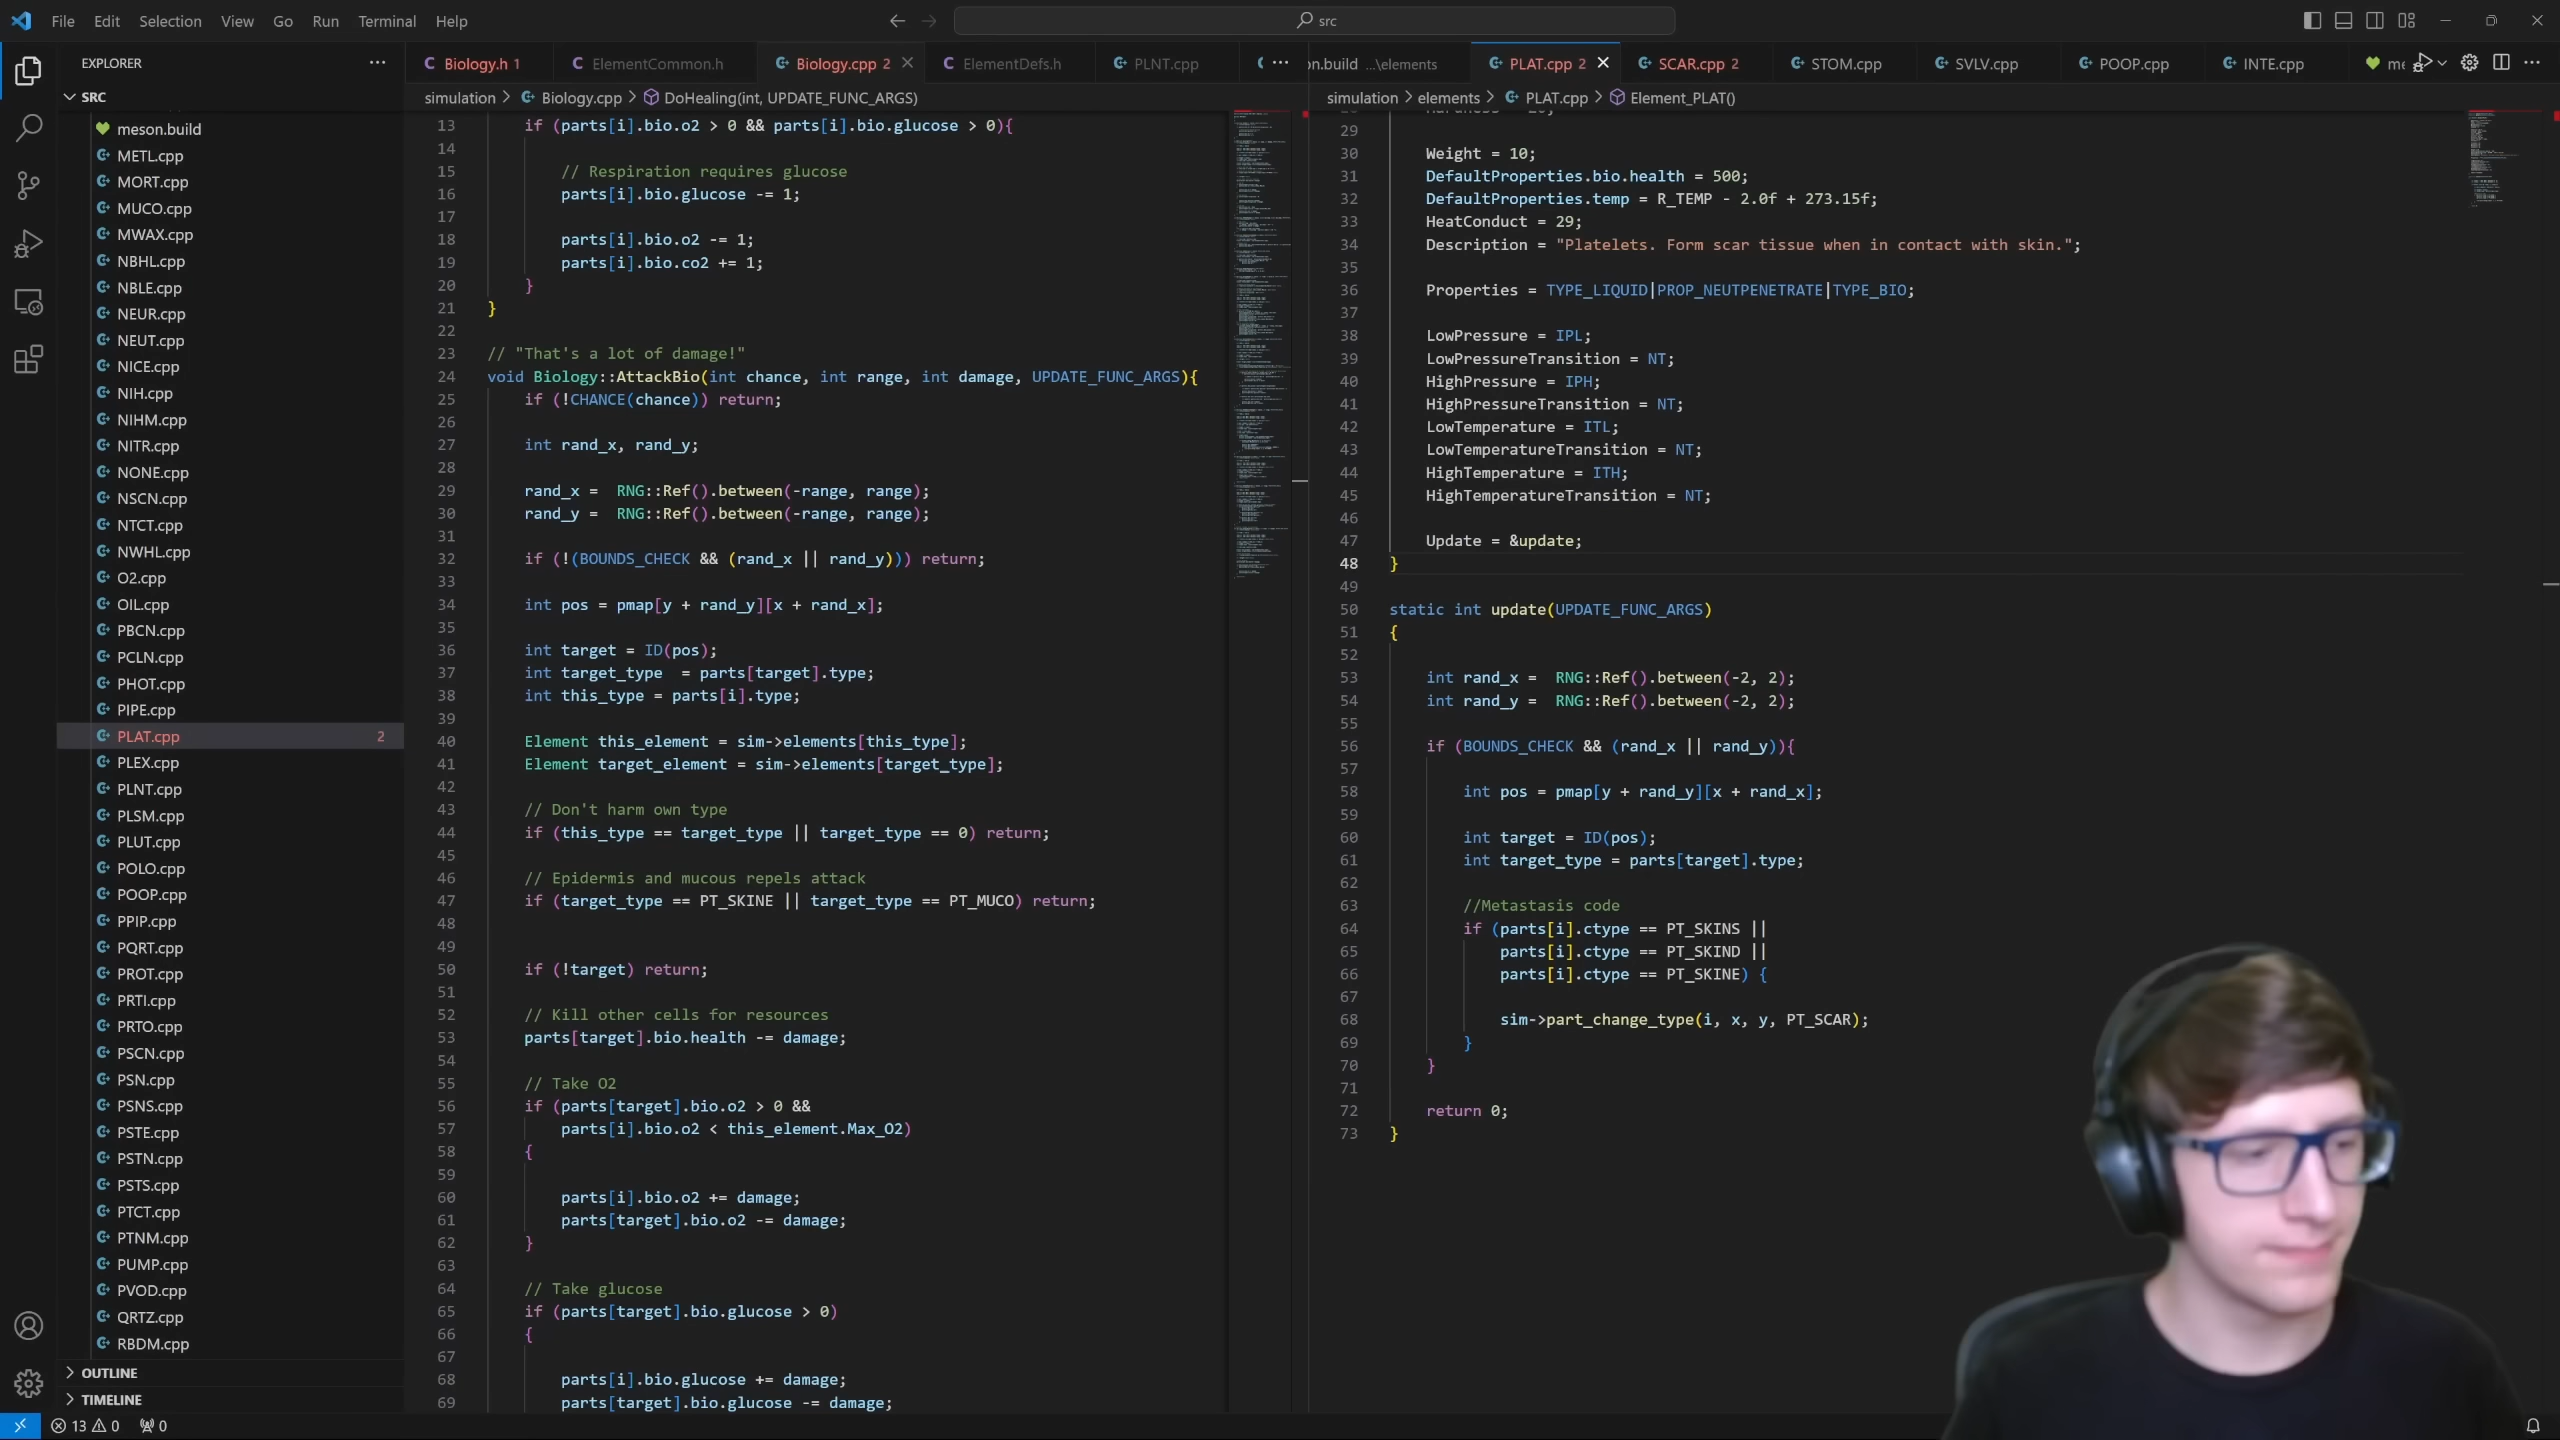 File Edit Selection View Go Run Terminal Help
src
EXPLORER
SRC
meson.build
METL.cpp
MORT.cpp
MUCO.cpp
MWAX.cpp
NBHL.cpp
NBLE.cpp
NEUR.cpp
NEUT.cpp
NICE.cpp
NIH.cpp
NIHM.cpp
NITR.cpp
NONE.cpp
NSCN.cpp
NTCT.cpp
NWHL.cpp
O2.cpp
OIL.cpp
PBCN.cpp
PCLN.cpp
PHOT.cpp
PIPE.cpp
PLAT.cpp 2
PLEX.cpp
PLNT.cpp
PLSM.cpp
PLUT.cpp
POLO.cpp
POOP.cpp
PPIP.cpp
PQRT.cpp
PROT.cpp
PRTI.cpp
PRTO.cpp
PSCN.cpp
PSN.cpp
PSNS.cpp
PSTE.cpp
PSTN.cpp
PSTS.cpp
PTCT.cpp
PTNM.cpp
PUMP.cpp
PVOD.cpp
QRTZ.cpp
RBDM.cpp
OUTLINE
TIMELINE
13 0 0
Biology.h 1 ElementCommon.h Biology.cpp 2 ElementDefs.h PLNT.cpp
simulation > Biology.cpp > DoHealing(int, UPDATE_FUNC_ARGS)
13 if (parts[i].bio.o2 > 0 && parts[i].bio.glucose > 0){
14
15 // Respiration requires glucose
16 parts[i].bio.glucose -= 1;
17
18 parts[i].bio.o2 -= 1;
19 parts[i].bio.co2 += 1;
20 }
21 }
22
23 // "That's a lot of damage!"
24 void Biology::AttackBio(int chance, int range, int damage, UPDATE_FUNC_ARGS){
25 if (!CHANCE(chance)) return;
26
27 int rand_x, rand_y;
28
29 rand_x =  RNG::Ref().between(-range, range);
30 rand_y =  RNG::Ref().between(-range, range);
31
32 if (!(BOUNDS_CHECK && (rand_x || rand_y))) return;
33
34 int pos = pmap[y + rand_y][x + rand_x];
35
36 int target = ID(pos);
37 int target_type  = parts[target].type;
38 int this_type = parts[i].type;
39
40 Element this_element = sim->elements[this_type];
41 Element target_element = sim->elements[target_type];
42
43 // Don't harm own type
44 if (this_type == target_type || target_type == 0) return;
45
46 // Epidermis and mucous repels attack
47 if (target_type == PT_SKINE || target_type == PT_MUCO) return;
48
49
50 if (!target) return;
51
52 // Kill other cells for resources
53 parts[target].bio.health -= damage;
54
55 // Take O2
56 if (parts[target].bio.o2 > 0 &&
57 parts[i].bio.o2 < this_element.Max_O2)
58 {
59
60 parts[i].bio.o2 += damage;
61 parts[target].bio.o2 -= damage;
62 }
63
64 // Take glucose
65 if (parts[target].bio.glucose > 0)
66 {
67
68 parts[i].bio.glucose += damage;
69 parts[target].bio.glucose -= damage;
on.build ...\elements PLAT.cpp 2 SCAR.cpp 2 STOM.cpp SVLV.cpp POOP.cpp INTE.cpp me
simulation > elements > PLAT.cpp > Element_PLAT()
29
30 Weight = 10;
31 DefaultProperties.bio.health = 500;
32 DefaultProperties.temp = R_TEMP - 2.0f + 273.15f;
33 HeatConduct = 29;
34 Description = "Platelets. Form scar tissue when in contact with skin.";
35
36 Properties = TYPE_LIQUID|PROP_NEUTPENETRATE|TYPE_BIO;
37
38 LowPressure = IPL;
39 LowPressureTransition = NT;
40 HighPressure = IPH;
41 HighPressureTransition = NT;
42 LowTemperature = ITL;
43 LowTemperatureTransition = NT;
44 HighTemperature = ITH;
45 HighTemperatureTransition = NT;
46
47 Update = &update;
48 }
49
50 static int update(UPDATE_FUNC_ARGS)
51 {
52
53 int rand_x =  RNG::Ref().between(-2, 2);
54 int rand_y =  RNG::Ref().between(-2, 2);
55
56 if (BOUNDS_CHECK && (rand_x || rand_y)){
57
58 int pos = pmap[y + rand_y][x + rand_x];
59
60 int target = ID(pos);
61 int target_type = parts[target].type;
62
63 //Metastasis code
64 if (parts[i].ctype == PT_SKINS ||
65 parts[i].ctype == PT_SKIND ||
66 parts[i].ctype == PT_SKINE) {
67
68 sim->part_change_type(i, x, y, PT_SCAR);
69 }
70 }
71
72 return 0;
73 }